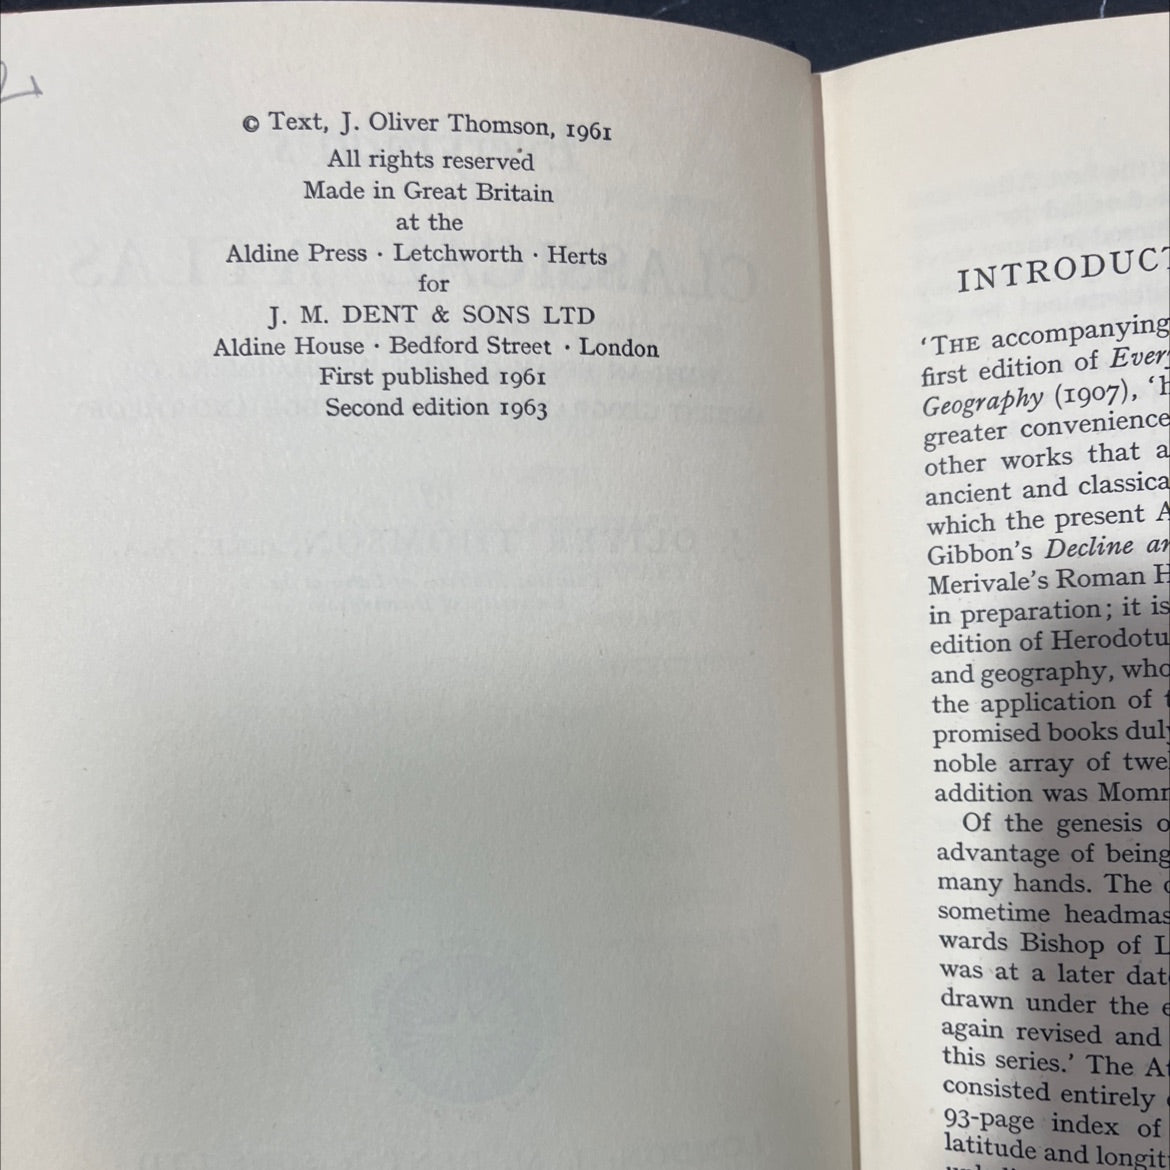 © Text, J. Oliver Thomson, 1961
All rights reserved
Made in Great Britain
at the
Aldine Press · Letchworth · Herts
for
J. M. DENT & SONS LTD
Aldine House · Bedford Street · London
First published 1961
Second edition 1963
INTRODUCT
‘THE accompanying
first edition of Every
Geography (1907), ‘h
greater convenience
other works that a
ancient and classica
which the present A
Gibbon's Decline an
Merivale's Roman H
in preparation; it is
edition of Herodotu
and geography, who
the application of t
promised books duly
noble array of twe
addition was Momm
Of the genesis o
advantage of being
many hands. The
sometime headmas
wards Bishop of L
was at a later dat
drawn under the e
again revised and
this series.’ The At
consisted entirely
93-page index of
latitude and longit